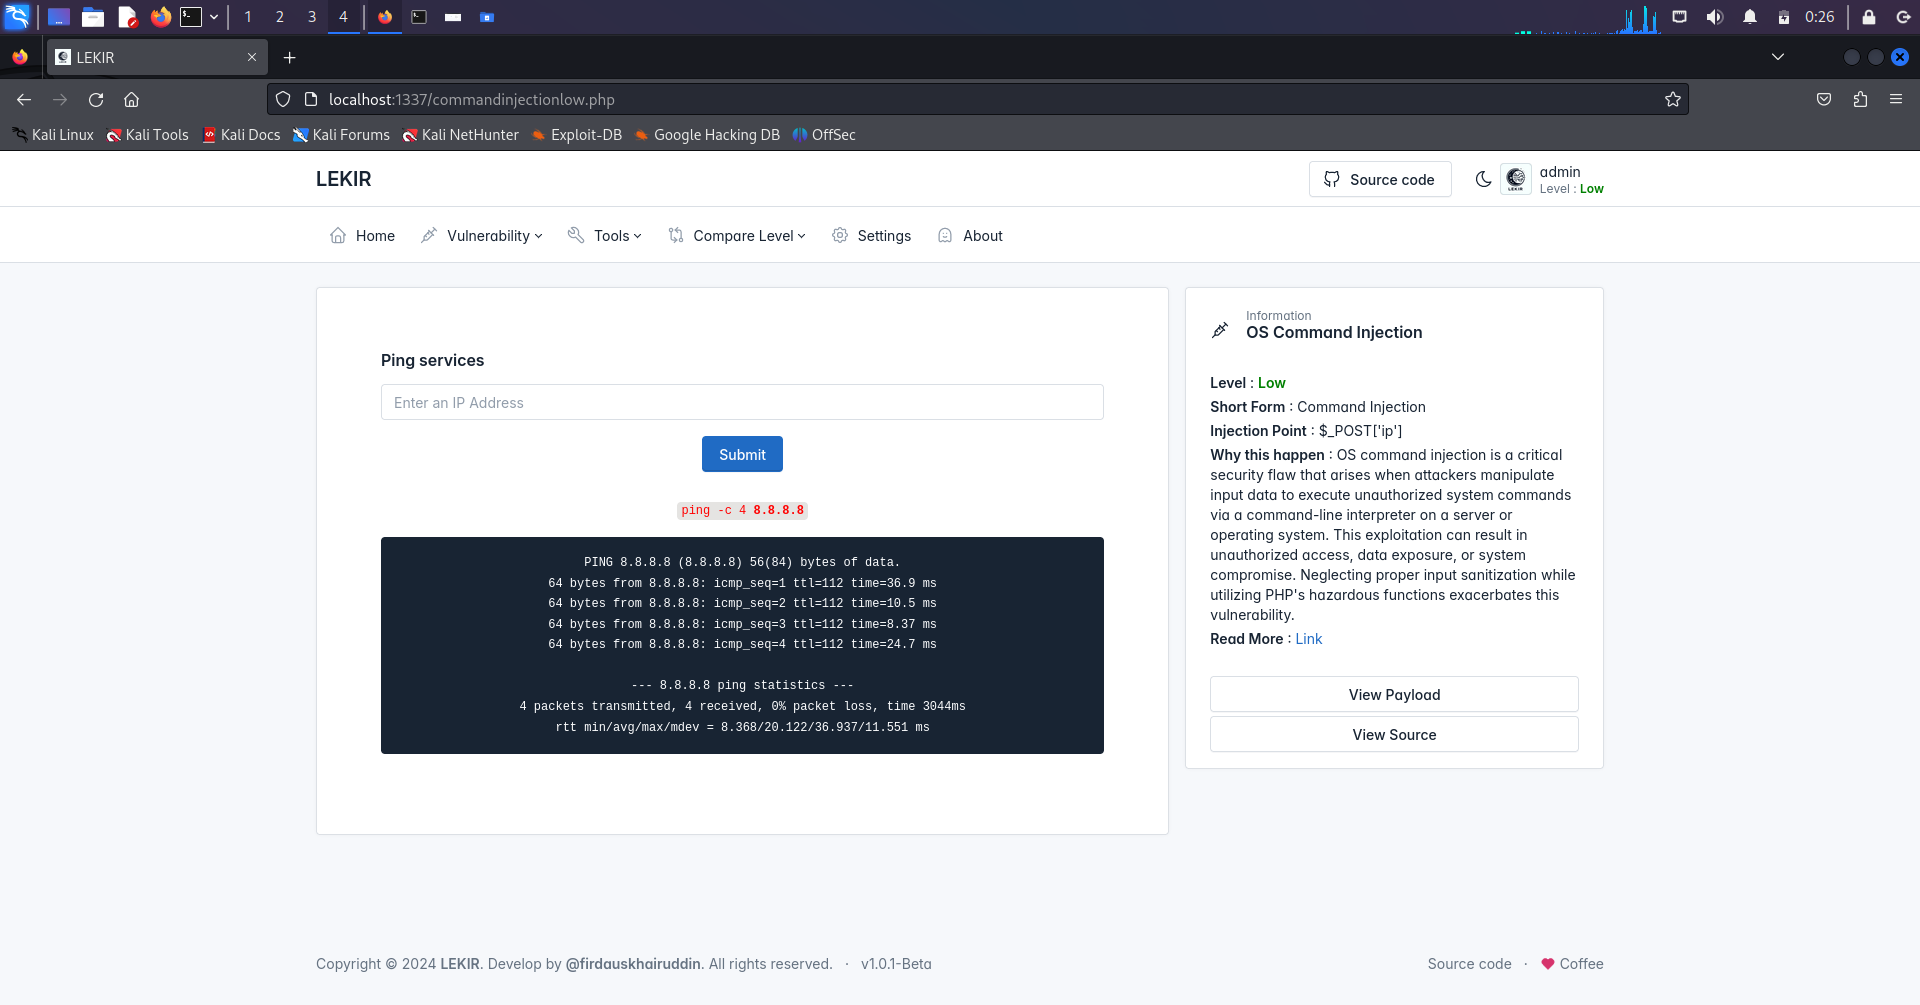 1 2 3 4 0:26
LEKIR
localhost:1337/commandinjectionlow.php
Kali Linux Kali Tools Kali Docs Kali Forums Kali NetHunter Exploit-DB Google Hacking DB OffSec
LEKIR
Source code
admin
Level : Low
Home Vulnerability Tools Compare Level Settings About
Ping services
Enter an IP Address
Submit
ping -c 4 8.8.8.8
PING 8.8.8.8 (8.8.8.8) 56(84) bytes of data.
64 bytes from 8.8.8.8: icmp_seq=1 ttl=112 time=36.9 ms
64 bytes from 8.8.8.8: icmp_seq=2 ttl=112 time=10.5 ms
64 bytes from 8.8.8.8: icmp_seq=3 ttl=112 time=8.37 ms
64 bytes from 8.8.8.8: icmp_seq=4 ttl=112 time=24.7 ms
--- 8.8.8.8 ping statistics ---
4 packets transmitted, 4 received, 0% packet loss, time 3044ms
rtt min/avg/max/mdev = 8.368/20.122/36.937/11.551 ms
Information
OS Command Injection
Level : Low
Short Form : Command Injection
Injection Point : $_POST['ip']
Why this happen : OS command injection is a critical
security flaw that arises when attackers manipulate
input data to execute unauthorized system commands
via a command-line interpreter on a server or
operating system. This exploitation can result in
unauthorized access, data exposure, or system
compromise. Neglecting proper input sanitization while
utilizing PHP's hazardous functions exacerbates this
vulnerability.
Read More : Link
View Payload
View Source
Copyright © 2024 LEKIR. Develop by @firdauskhairuddin. All rights reserved. · v1.0.1-Beta
Source code · Coffee